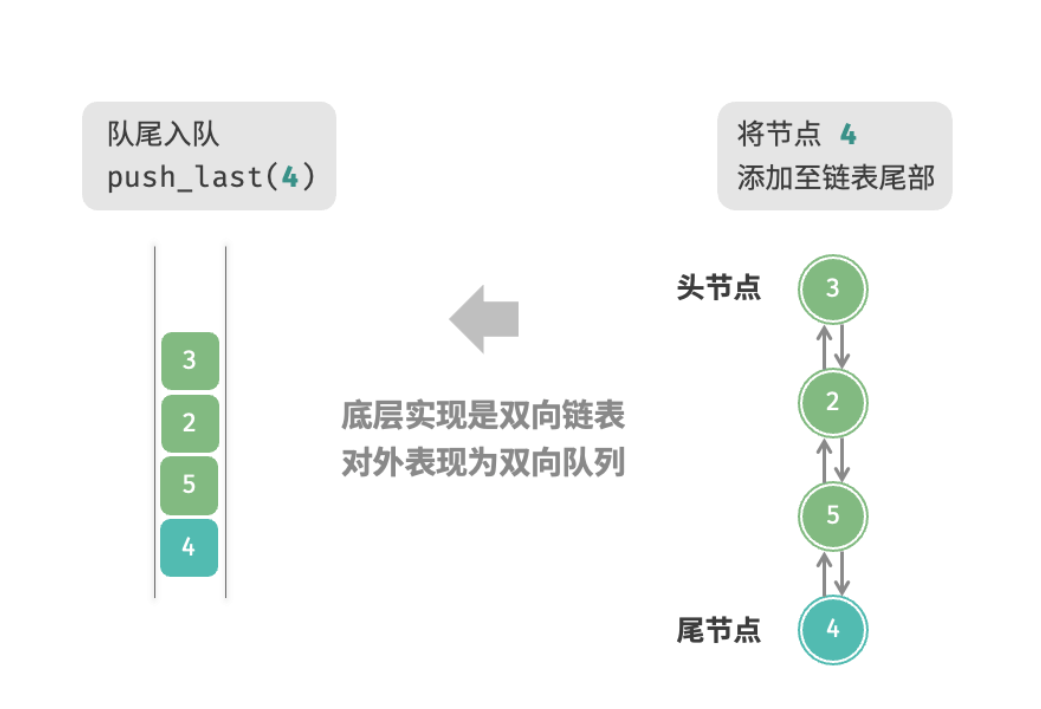 队尾入队
push_last(4)
将节点 4
添加至链表尾部
3
2
5
4
底层实现是双向链表
对外表现为双向队列
头节点
3
2
5
尾节点
4